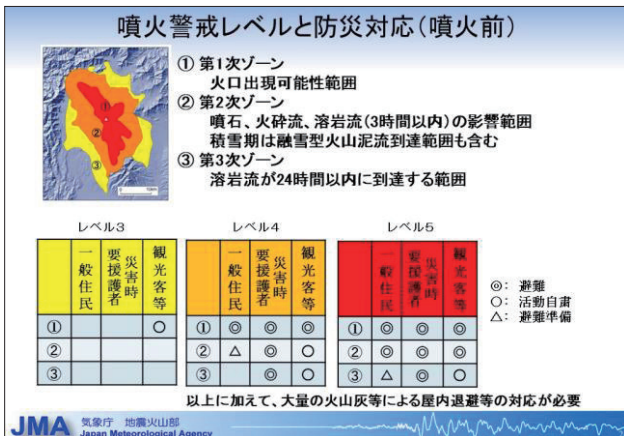 噴火警戒レベルと防災対応(噴火前)
① 第1次ゾーン
火口出現可能性範囲
② 第2次ゾーン
噴石、火砕流、溶岩流(3時間以内)の影響範囲
積雪期は融雪型火山泥流到達範囲も含む
③ 第3次ゾーン
溶岩流が24時間以内に到達する範囲
①
②
③
レベル3
一般住民 災害時要援護者 観光客等
① ○
②
③
レベル4
一般住民 災害時要援護者 観光客等
① ◎ ◎ ◎
② △ ◎ ○
③ ◎ ○
レベル5
一般住民 災害時要援護者 観光客等
① ◎ ◎ ◎
② ◎ ◎ ◎
③ △ ◎ ○
◎: 避難
○: 活動自粛
△: 避難準備
以上に加えて、大量の火山灰等による屋内退避等の対応が必要
JMA 気象庁 地震火山部
Japan Meteorological Agency